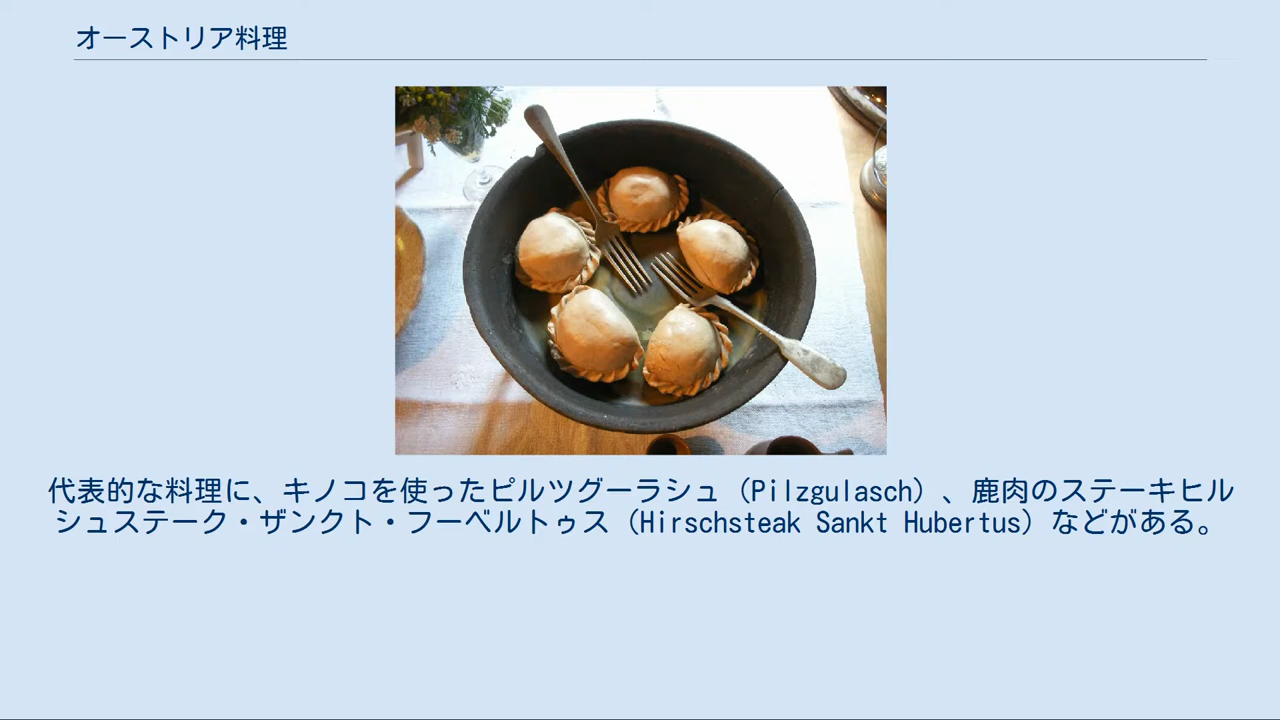 オーストリア料理
代表的な料理に、キノコを使ったピルツグーラシュ（Pilzgulasch）、鹿肉のステーキヒル
シュステーク・ザンクト・フーベルトゥス（Hirschsteak Sankt Hubertus）などがある。